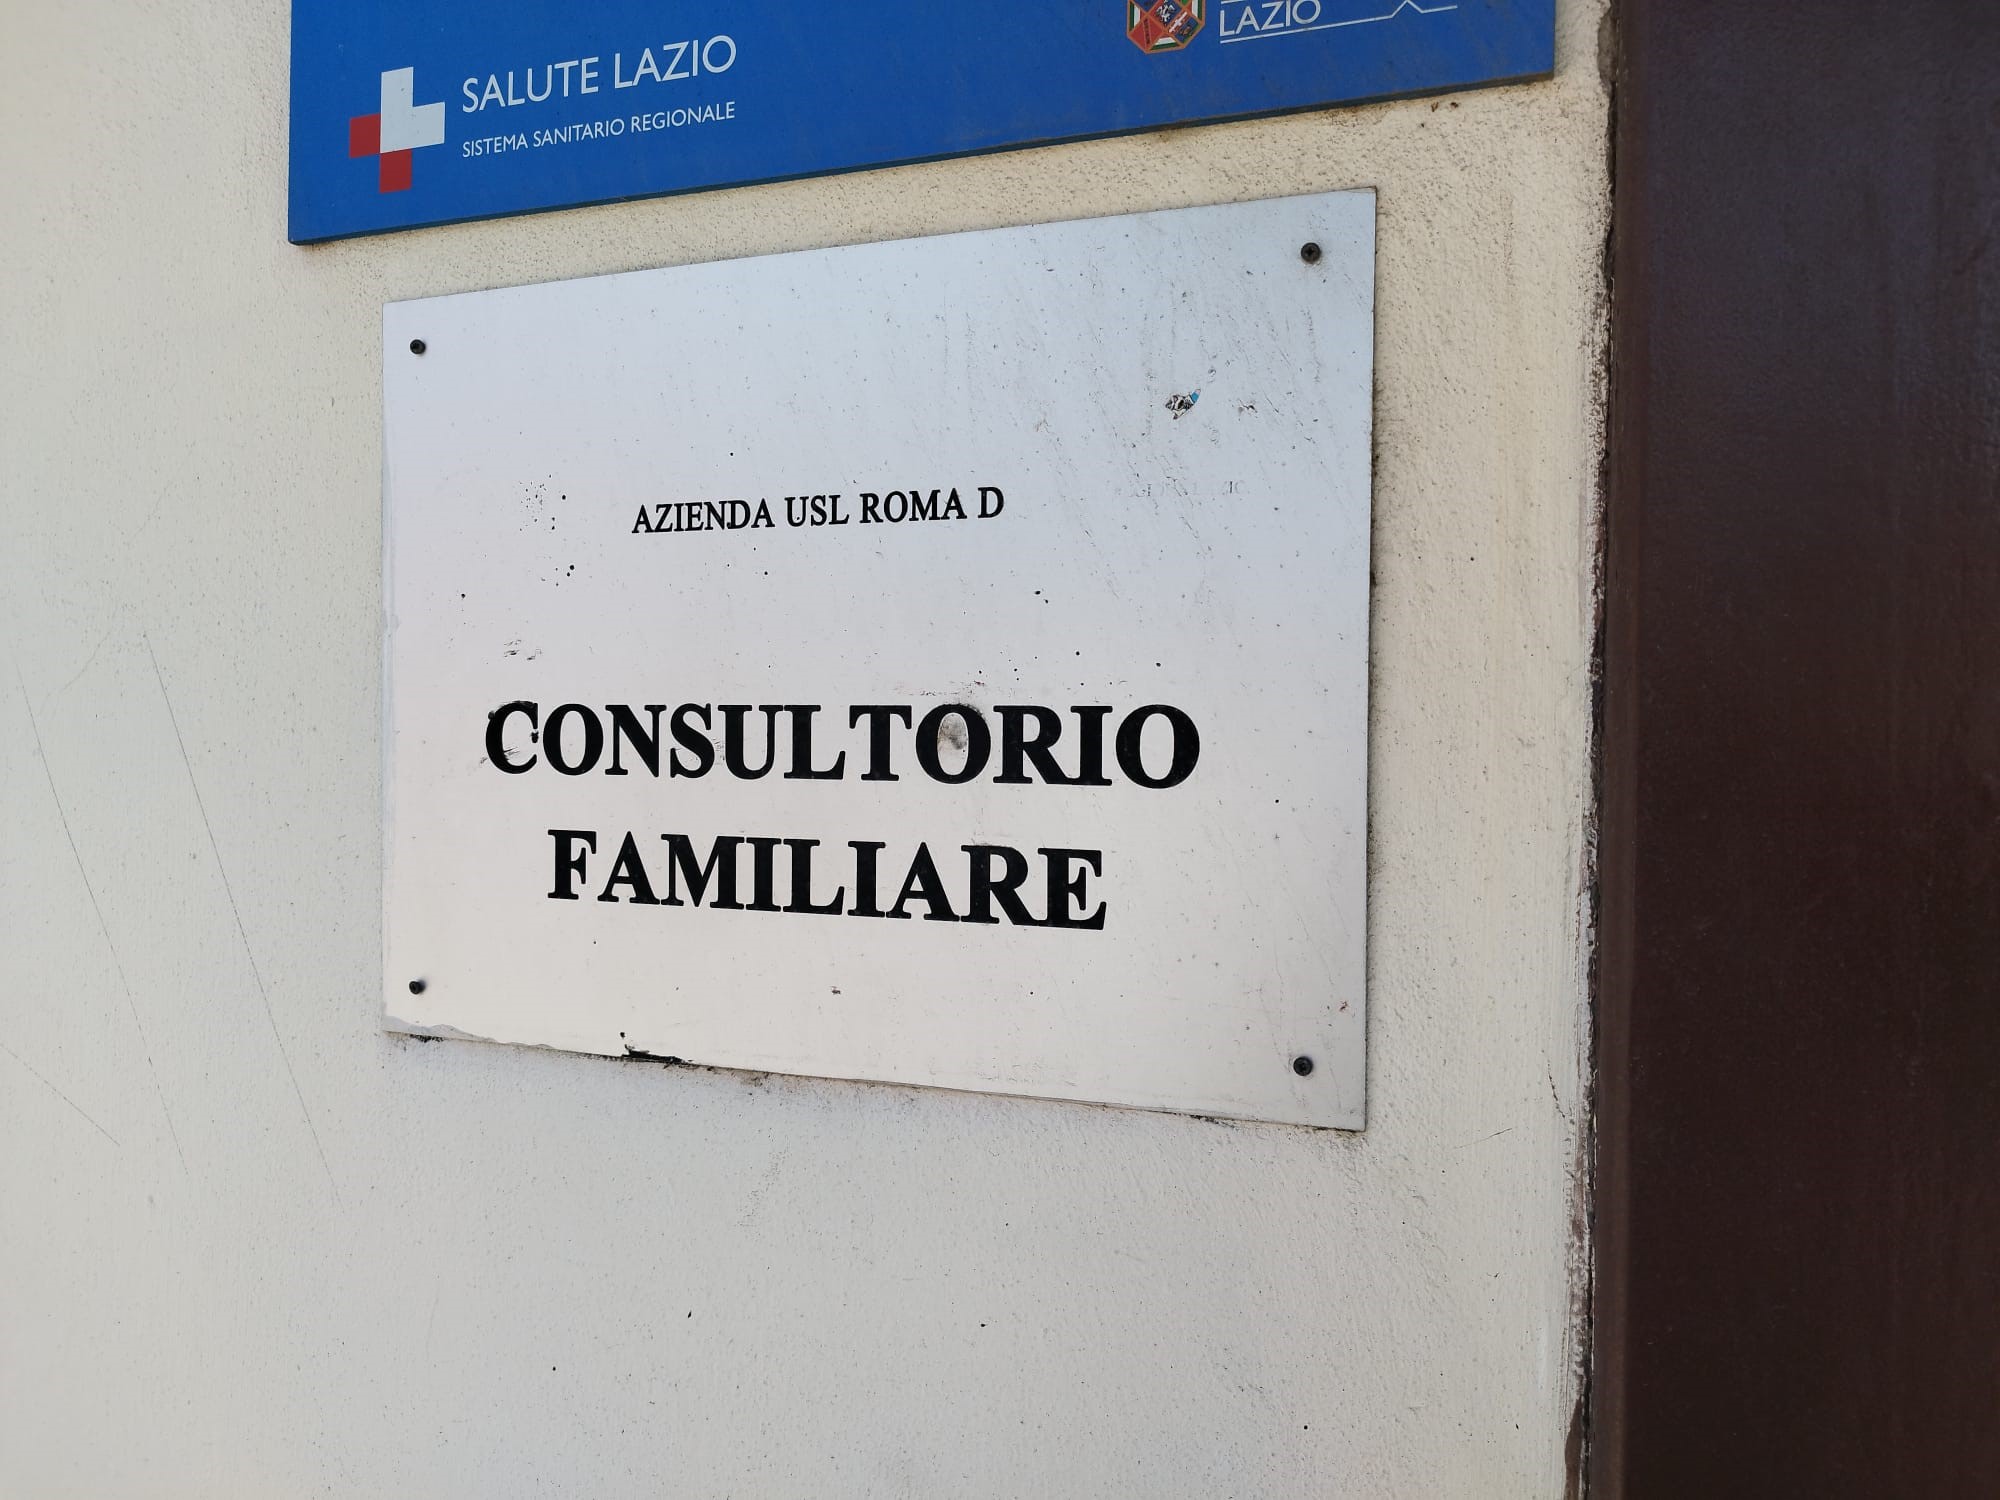 SALUTE LAZIO
SISTEMA SANITARIO REGIONALE
LAZIO
AZIENDA USL ROMA D
CONSULTORIO
FAMILIARE